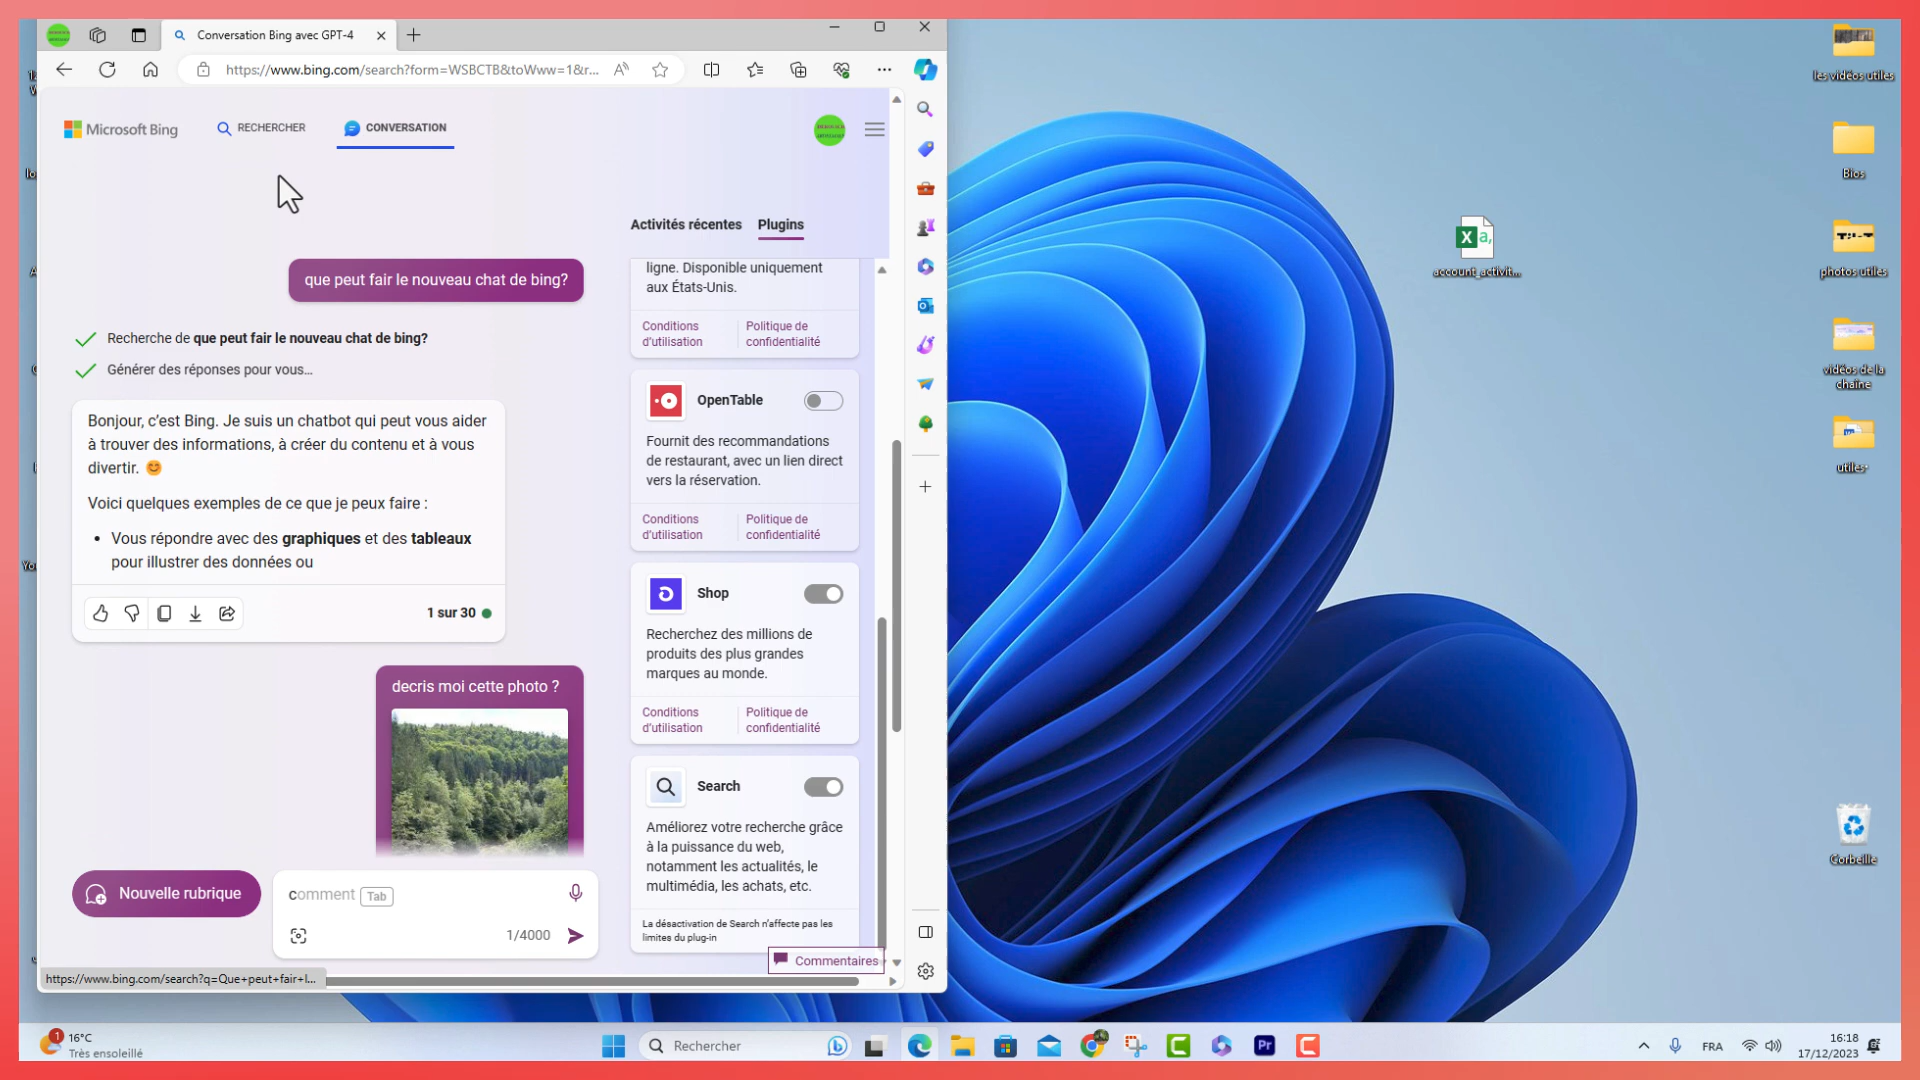 Conversation Bing avec GPT-4
https://www.bing.com/search?form=WSBCTB&toWww=1&r...
Microsoft Bing
RECHERCHER
CONVERSATION
Activités récentes
Plugins
que peut fair le nouveau chat de bing?
Recherche de que peut fair le nouveau chat de bing?
Générer des réponses pour vous...
Bonjour, c'est Bing. Je suis un chatbot qui peut vous aider
à trouver des informations, à créer du contenu et à vous
divertir.
Voici quelques exemples de ce que je peux faire :
• Vous répondre avec des graphiques et des tableaux
pour illustrer des données ou
1 sur 30
decris moi cette photo ?
Nouvelle rubrique
comment Tab
1/4000
ligne. Disponible uniquement
aux États-Unis.
Conditions
d'utilisation
Politique de
confidentialité
OpenTable
Fournit des recommandations
de restaurant, avec un lien direct
vers la réservation.
Conditions
d'utilisation
Politique de
confidentialité
Shop
Recherchez des millions de
produits des plus grandes
marques au monde.
Conditions
d'utilisation
Politique de
confidentialité
Search
Améliorez votre recherche grâce
à la puissance du web,
notamment les actualités, le
multimédia, les achats, etc.
La désactivation de Search n'affecte pas les
limites du plug-in
Commentaires
https://www.bing.com/search?q=Que+peut+fair+l...
les vidéos utiles
Bios
account_activit...
photos utiles
vidéos de la
chaine
utiles
Corbeille
1
16°C
Très ensoleillé
Rechercher
Pr
FRA
16:18
17/12/2023